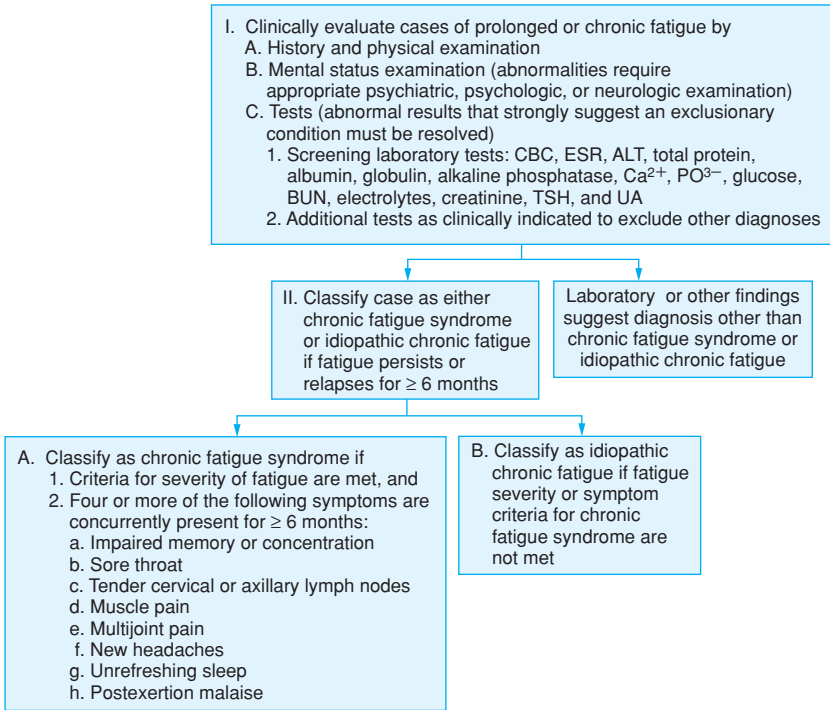 I. Clinically evaluate cases of prolonged or chronic fatigue by
A. History and physical examination
B. Mental status examination (abnormalities require
appropriate psychiatric, psychologic, or neurologic examination)
C. Tests (abnormal results that strongly suggest an exclusionary
condition must be resolved)
1. Screening laboratory tests: CBC, ESR, ALT, total protein,
albumin, globulin, alkaline phosphatase, Ca²⁺, PO³⁻, glucose,
BUN, electrolytes, creatinine, TSH, and UA
2. Additional tests as clinically indicated to exclude other diagnoses
II. Classify case as either
chronic fatigue syndrome
or idiopathic chronic fatigue
if fatigue persists or
relapses for ≥ 6 months
Laboratory or other findings
suggest diagnosis other than
chronic fatigue syndrome or
idiopathic chronic fatigue
A. Classify as chronic fatigue syndrome if
1. Criteria for severity of fatigue are met, and
2. Four or more of the following symptoms are
concurrently present for ≥ 6 months:
a. Impaired memory or concentration
b. Sore throat
c. Tender cervical or axillary lymph nodes
d. Muscle pain
e. Multijoint pain
f. New headaches
g. Unrefreshing sleep
h. Postexertion malaise
B. Classify as idiopathic
chronic fatigue if fatigue
severity or symptom
criteria for chronic
fatigue syndrome are
not met